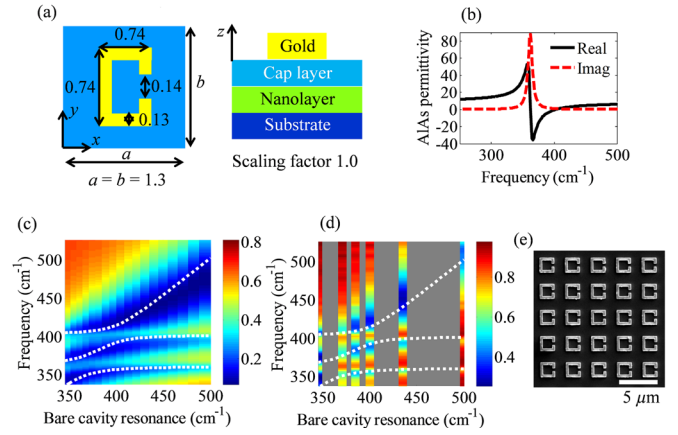 (a)
0.74
0.74
0.14
0.13
y
x
a
b
a = b = 1.3
z
Gold
Cap layer
Nanolayer
Substrate
Scaling factor 1.0
(b)
AlAs permittivity
80
60
40
20
0
-20
-40
300
400
500
Frequency (cm⁻¹)
Real
Imag
(c)
Frequency (cm⁻¹)
500
450
400
350
350
400
450
500
Bare cavity resonance (cm⁻¹)
0.8
0.6
0.4
0.2
(d)
Frequency (cm⁻¹)
500
450
400
350
350
400
450
500
Bare cavity resonance (cm⁻¹)
0.8
0.6
0.4
(e)
5 μm